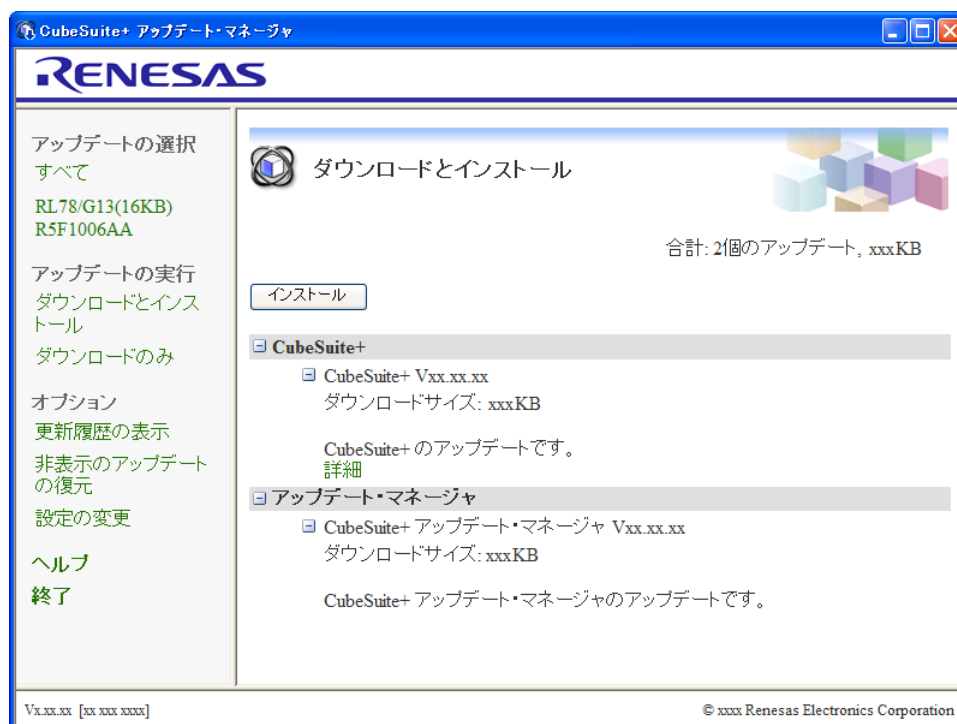 CubeSuite+ アップデート・マネージャ
RENESAS
アップデートの選択
すべて
RL78/G13(16KB)
R5F1006AA
アップデートの実行
ダウンロードとインス
トール
ダウンロードのみ
オプション
更新履歴の表示
非表示のアップデート
の復元
設定の変更
ヘルプ
終了
ダウンロードとインストール
合計: 2個のアップデート, xxxKB
インストール
CubeSuite+
CubeSuite+ Vxx.xx.xx
ダウンロードサイズ: xxxKB
CubeSuite+ のアップデートです。
詳細
アップデート・マネージャ
CubeSuite+ アップデート・マネージャ Vxx.xx.xx
ダウンロードサイズ: xxxKB
CubeSuite+ アップデート・マネージャのアップデートです。
Vx.xx.xx [xx xxx xxxx]
© xxxx Renesas Electronics Corporation